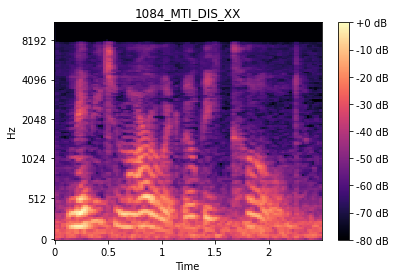 1084_MTI_DIS_XX
8192
4096
2048
1024
512
0
Hz
0
0.5
1
1.5
2
Time
+0 dB
-10 dB
-20 dB
-30 dB
-40 dB
-50 dB
-60 dB
-70 dB
-80 dB